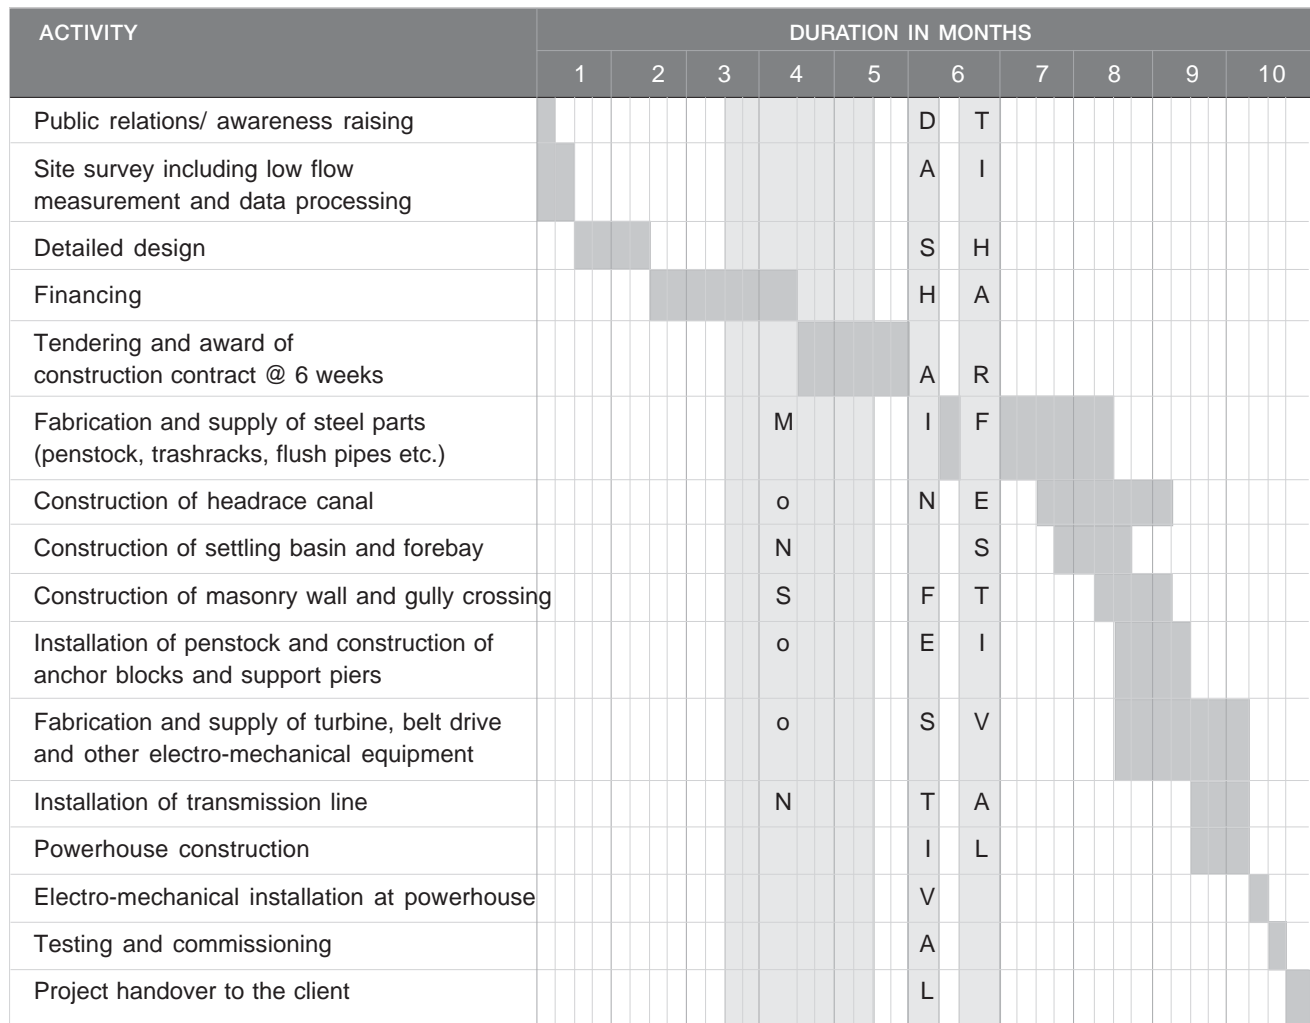 ACTIVITY DURATION IN MONTHS
1 2 3 4 5 6 7 8 9 10
Public relations/ awareness raising D T
Site survey including low flow A I
measurement and data processing
Detailed design S H
Financing H A
Tendering and award of
construction contract @ 6 weeks A R
Fabrication and supply of steel parts M I F
(penstock, trashracks, flush pipes etc.)
Construction of headrace canal o N E
Construction of settling basin and forebay N S
Construction of masonry wall and gully crossing S F T
Installation of penstock and construction of o E I
anchor blocks and support piers
Fabrication and supply of turbine, belt drive o S V
and other electro-mechanical equipment
Installation of transmission line N T A
Powerhouse construction I L
Electro-mechanical installation at powerhouse V
Testing and commissioning A
Project handover to the client L